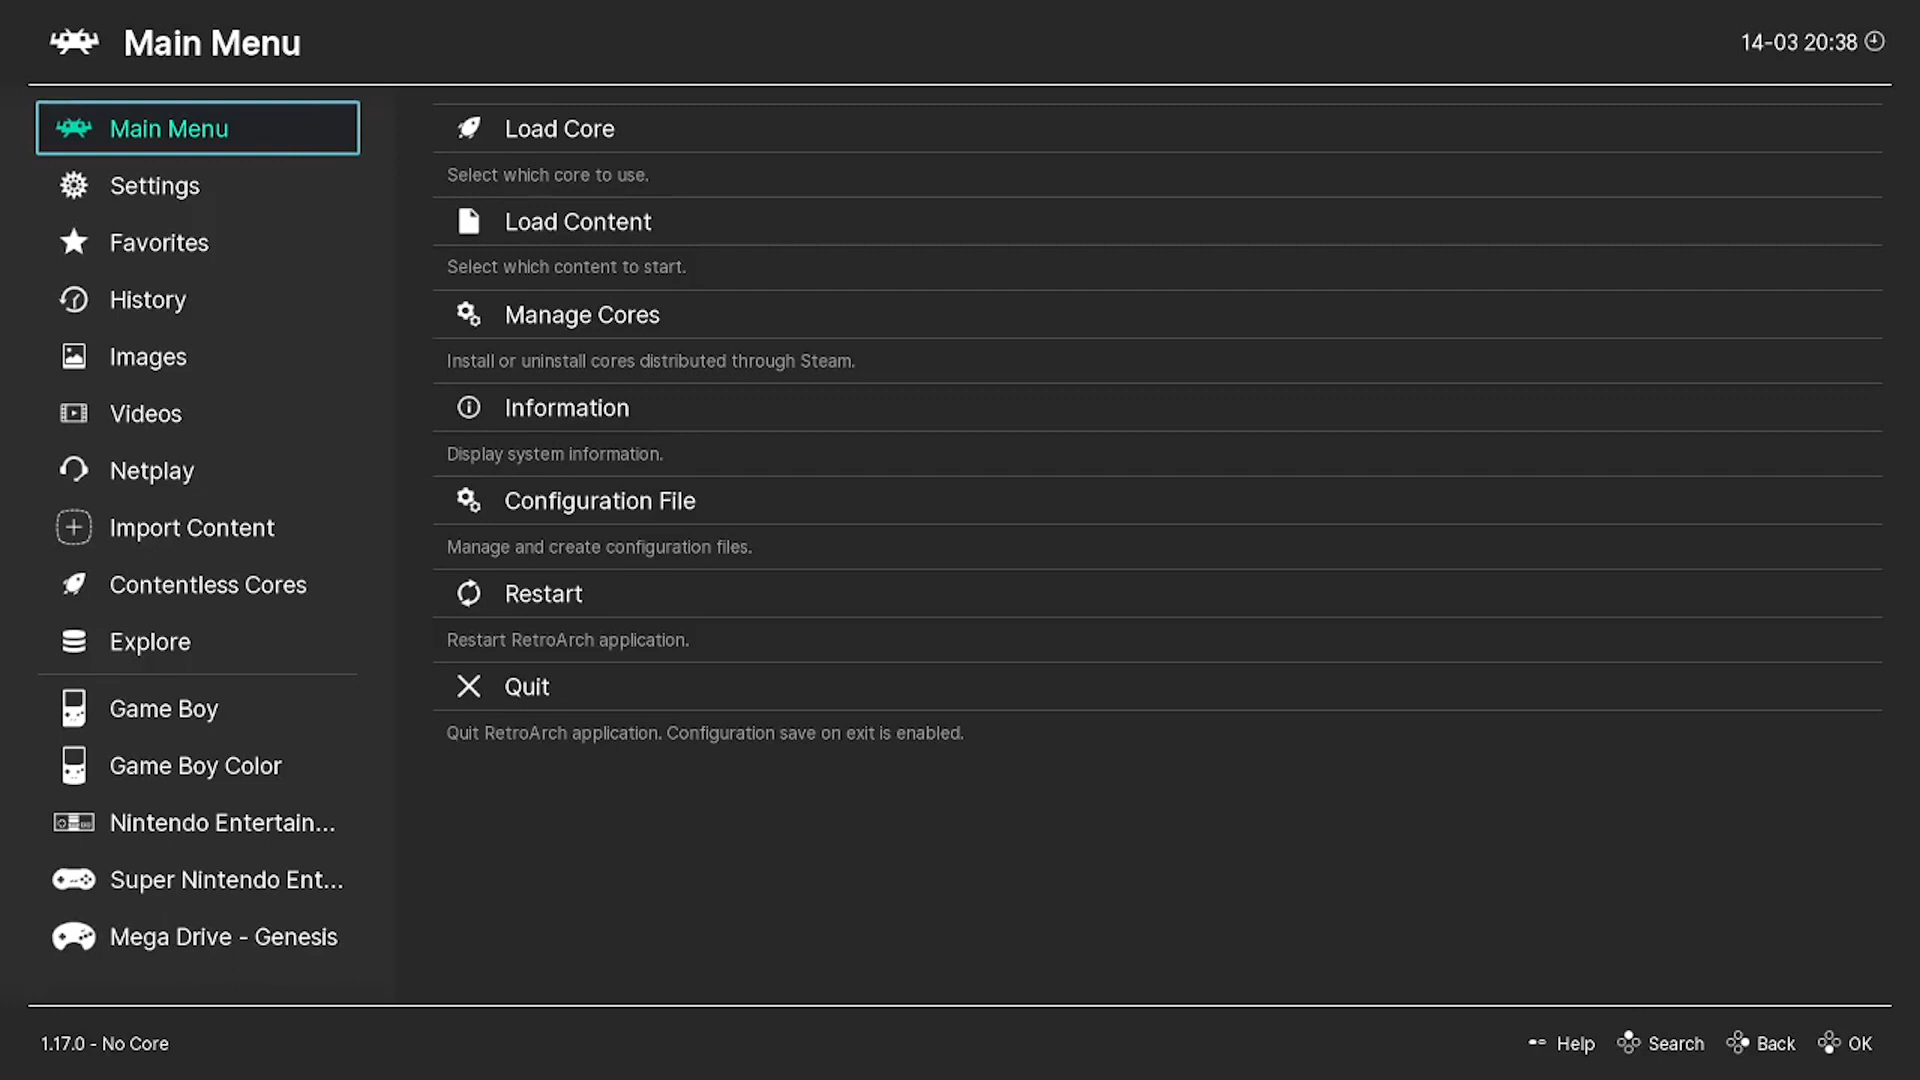 Main Menu
14-03 20:38
Main Menu
Settings
Favorites
History
Images
Videos
Netplay
Import Content
Contentless Cores
Explore
Game Boy
Game Boy Color
Nintendo Entertain...
Super Nintendo Ent...
Mega Drive - Genesis
Load Core
Select which core to use.
Load Content
Select which content to start.
Manage Cores
Install or uninstall cores distributed through Steam.
Information
Display system information.
Configuration File
Manage and create configuration files.
Restart
Restart RetroArch application.
Quit
Quit RetroArch application. Configuration save on exit is enabled.
1.17.0 - No Core
Help Search Back OK